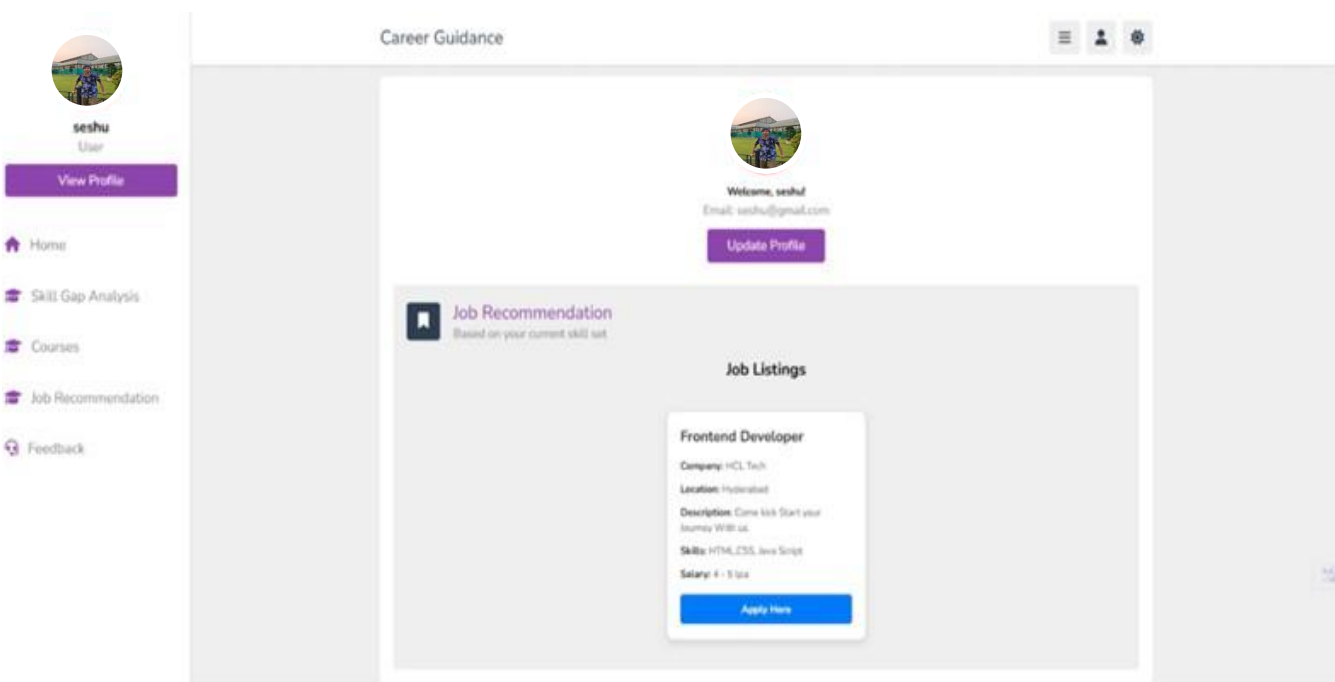 seshu
User
View Profile
Home
Skill Gap Analysis
Courses
Job Recommendation
Feedback
Career Guidance
Welcome, seshu!
Email: seshu@gmail.com
Update Profile
Job Recommendation
Based on your current skill set
Job Listings
Frontend Developer
Company: HCL Tech
Location: Hyderabad
Description: Come kick Start your
Journey With us.
Skills: HTML,CSS, Java Script
Salary: 4 - 5 lpa
Apply Here